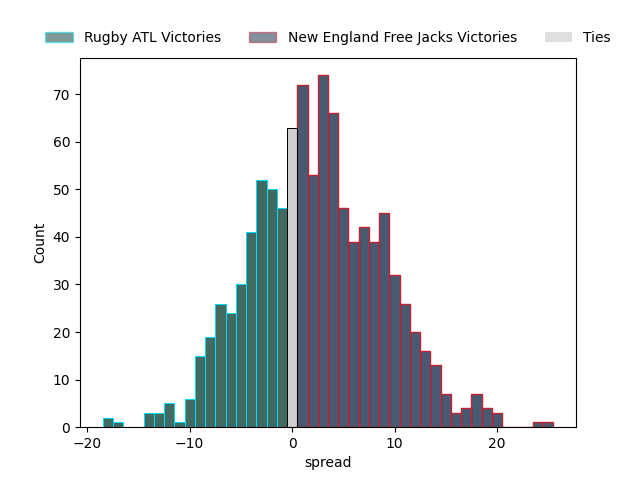 Rugby ATL Victories New England Free Jacks Victories Ties
70
60
50
40
30
20
10
0
Count
−20 −10 0 10 20
spread